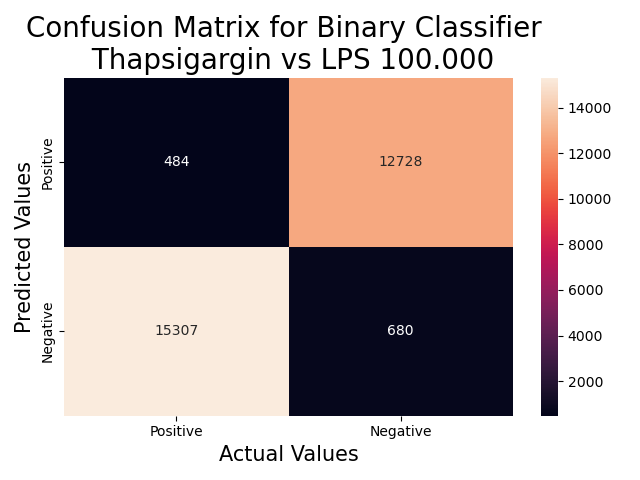 Confusion Matrix for Binary Classifier
Thapsigargin vs LPS 100.000
Predicted Values
Positive
484
12728
Negative
15307
680
Positive
Negative
Actual Values
14000
12000
10000
8000
6000
4000
2000